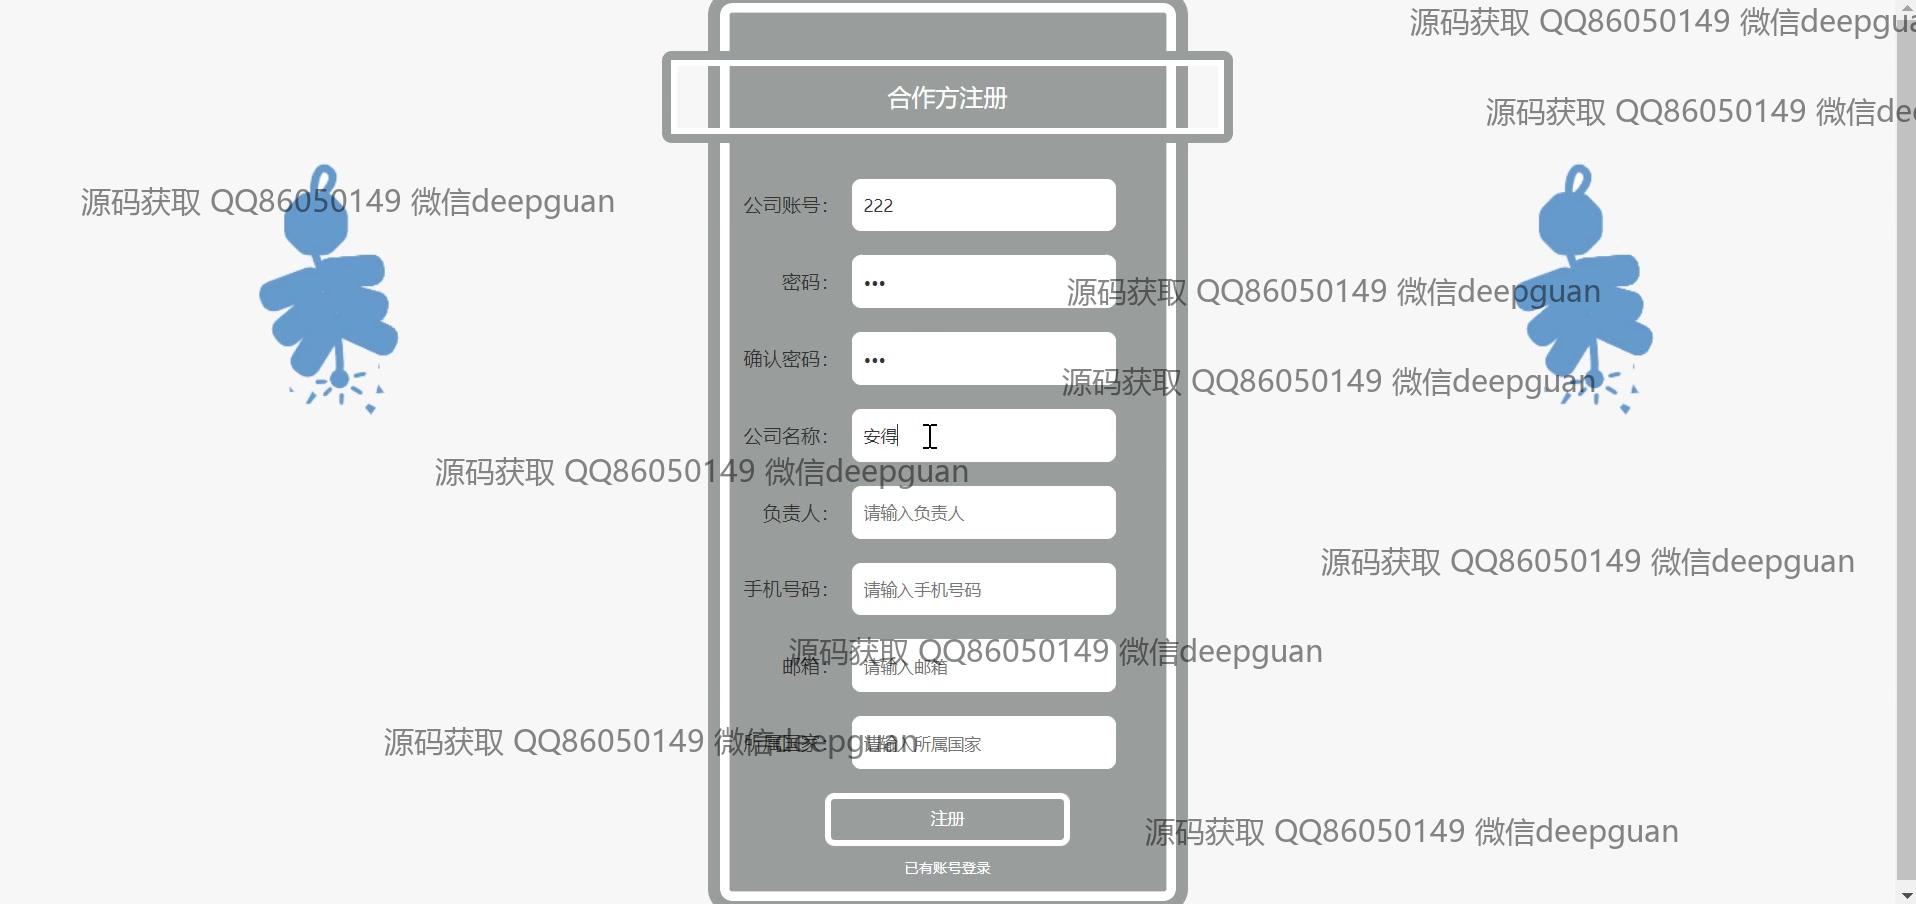 源码获取 QQ86050149 微信deepgua
合作方注册
源码获取 QQ86050149 微信de
源码获取 QQ86050149 微信deepguan
公司账号： 222
密码： •••
源码获取 QQ86050149 微信deepguan
确认密码： •••
源码获取 QQ86050149 微信deepguan
公司名称： 安得
源码获取 QQ86050149 微信deepguan
负责人： 请输入负责人
源码获取 QQ86050149 微信deepguan
手机号码： 请输入手机号码
源码获取 QQ86050149 微信deepguan
邮箱： 请输入邮箱
源码获取 QQ86050149 微信deepguan
所属国家： 请输入所属国家
注册
源码获取 QQ86050149 微信deepguan
已有账号登录